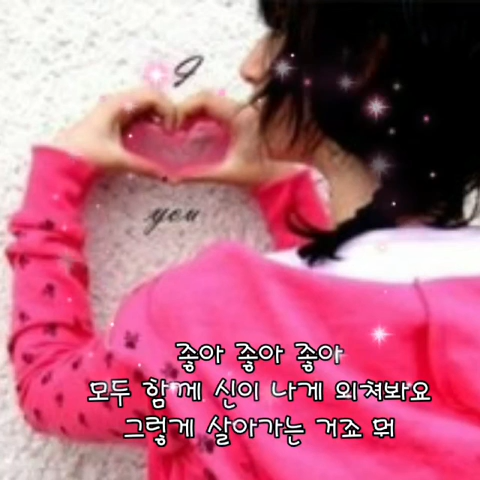 I
you
좋아 좋아 좋아
모두 함께 신이 나게 외쳐봐요
그렇게 살아가는 거죠 뭐